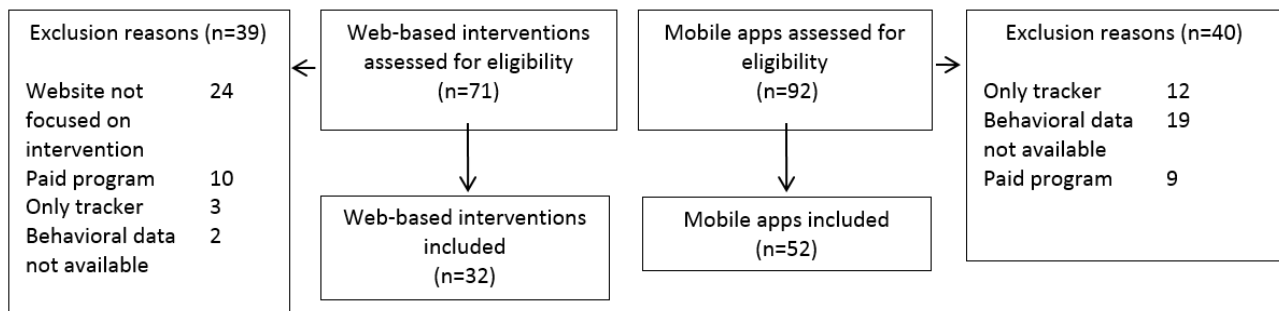 Exclusion reasons (n=39)
Website not 24
focused on
intervention
Paid program 10
Only tracker 3
Behavioral data 2
not available
Web-based interventions
assessed for eligibility
(n=71)
Web-based interventions
included
(n=32)
Mobile apps assessed for
eligibility
(n=92)
Mobile apps included
(n=52)
Exclusion reasons (n=40)
Only tracker 12
Behavioral data 19
not available
Paid program 9